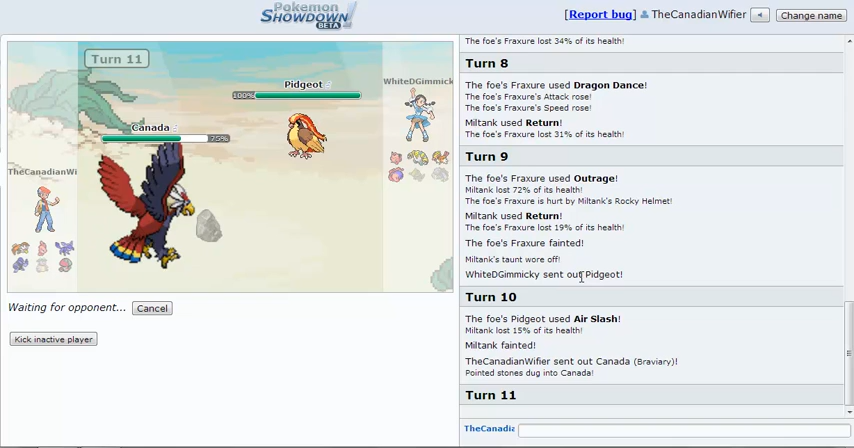 Pokemon
SHOWDOWN!
BETA
[Report bug] TheCanadianWifier Change name
Turn 11
Pidgeot
100%
Canada
75%
WhiteDGimmick
TheCanadianWi
Waiting for opponent... Cancel
Kick inactive player
The foe's Fraxure lost 34% of its health!
Turn 8
The foe's Fraxure used Dragon Dance!
The foe's Fraxure's Attack rose!
The foe's Fraxure's Speed rose!
Miltank used Return!
The foe's Fraxure lost 31% of its health!
Turn 9
The foe's Fraxure used Outrage!
Miltank lost 72% of its health!
The foe's Fraxure is hurt by Miltank's Rocky Helmet!
Miltank used Return!
The foe's Fraxure lost 19% of its health!
The foe's Fraxure fainted!
Miltank's taunt wore off!
WhiteDGimmicky sent out Pidgeot!
Turn 10
The foe's Pidgeot used Air Slash!
Miltank lost 15% of its health!
Miltank fainted!
TheCanadianWifier sent out Canada (Braviary)!
Pointed stones dug into Canada!
Turn 11
TheCanadia